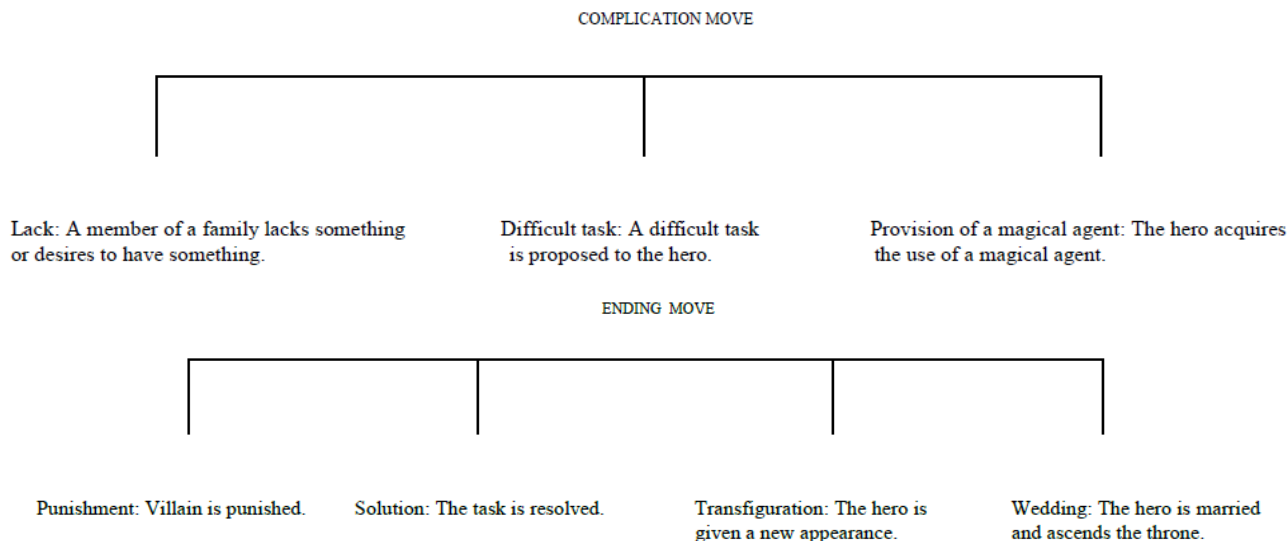 COMPLICATION MOVE
Lack: A member of a family lacks something
or desires to have something.
Difficult task: A difficult task
is proposed to the hero.
Provision of a magical agent: The hero acquires
the use of a magical agent.
ENDING MOVE
Punishment: Villain is punished.
Solution: The task is resolved.
Transfiguration: The hero is
given a new appearance.
Wedding: The hero is married
and ascends the throne.